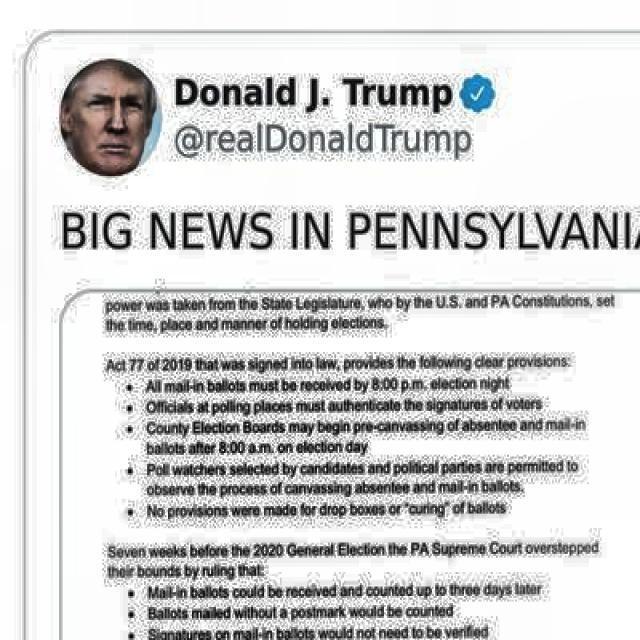 Donald J. Trump
@realDonaldTrump
BIG NEWS IN PENNSYLVANIA
power was taken from the State Legislature, who by the U.S. and PA Constitutions, set
the time, place and manner of holding elections.
Act 77 of 2019 that was signed into law, provides the following clear provisions:
• All mail-in ballots must be received by 8:00 p.m. election night
• Officials at polling places must authenticate the signatures of voters
• County Election Boards may begin pre-canvassing of absentee and mail-in
ballots after 8:00 a.m. on election day
• Poll watchers selected by candidates and political parties are permitted to
observe the process of canvassing absentee and mail-in ballots.
• No provisions were made for drop boxes or "curing" of ballots
Seven weeks before the 2020 General Election the PA Supreme Court overstepped
their bounds by ruling that:
• Mail-in ballots could be received and counted up to three days later
• Ballots mailed without a postmark would be counted
• Signatures on mail-in ballots would not need to be verified